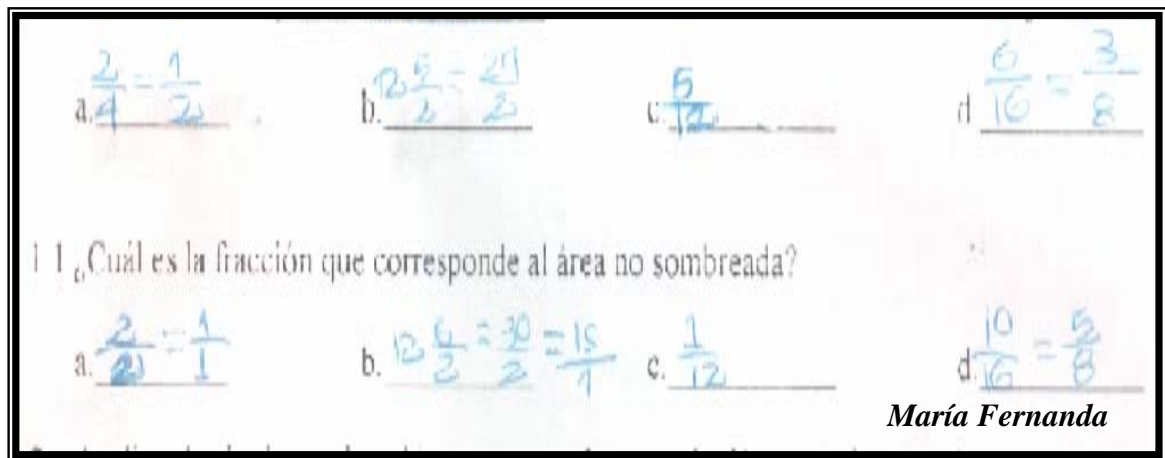 a. 2/4 = 1/2 b. 12 5/2 = 29/2 c. 5/12 d 6/16 = 3/8
1 1 ¿Cuál es la fracción que corresponde al área no sombreada?
a. 2/2 = 1/1 b. 12 6/2 = 30/2 = 15/1 c. 1/12 d. 10/16 = 5/8
María Fernanda